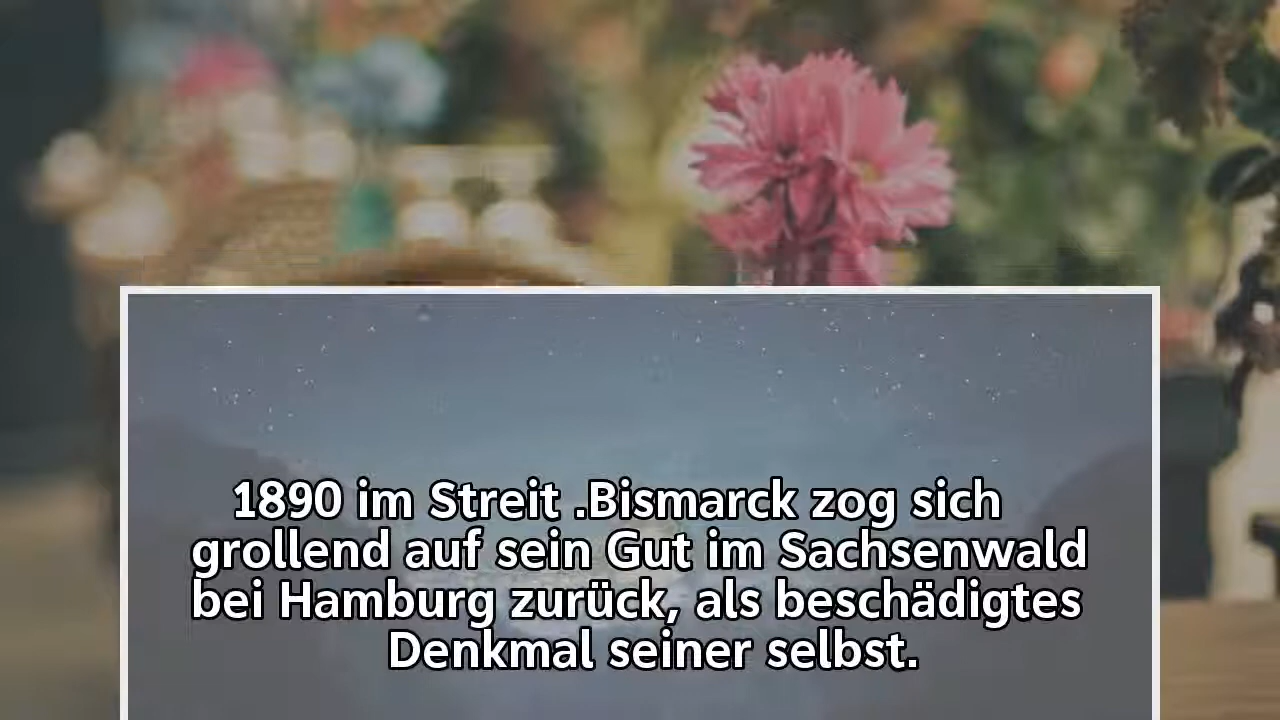 1890 im Streit .Bismarck zog sich
grollend auf sein Gut im Sachsenwald
bei Hamburg zurück, als beschädigtes
Denkmal seiner selbst.